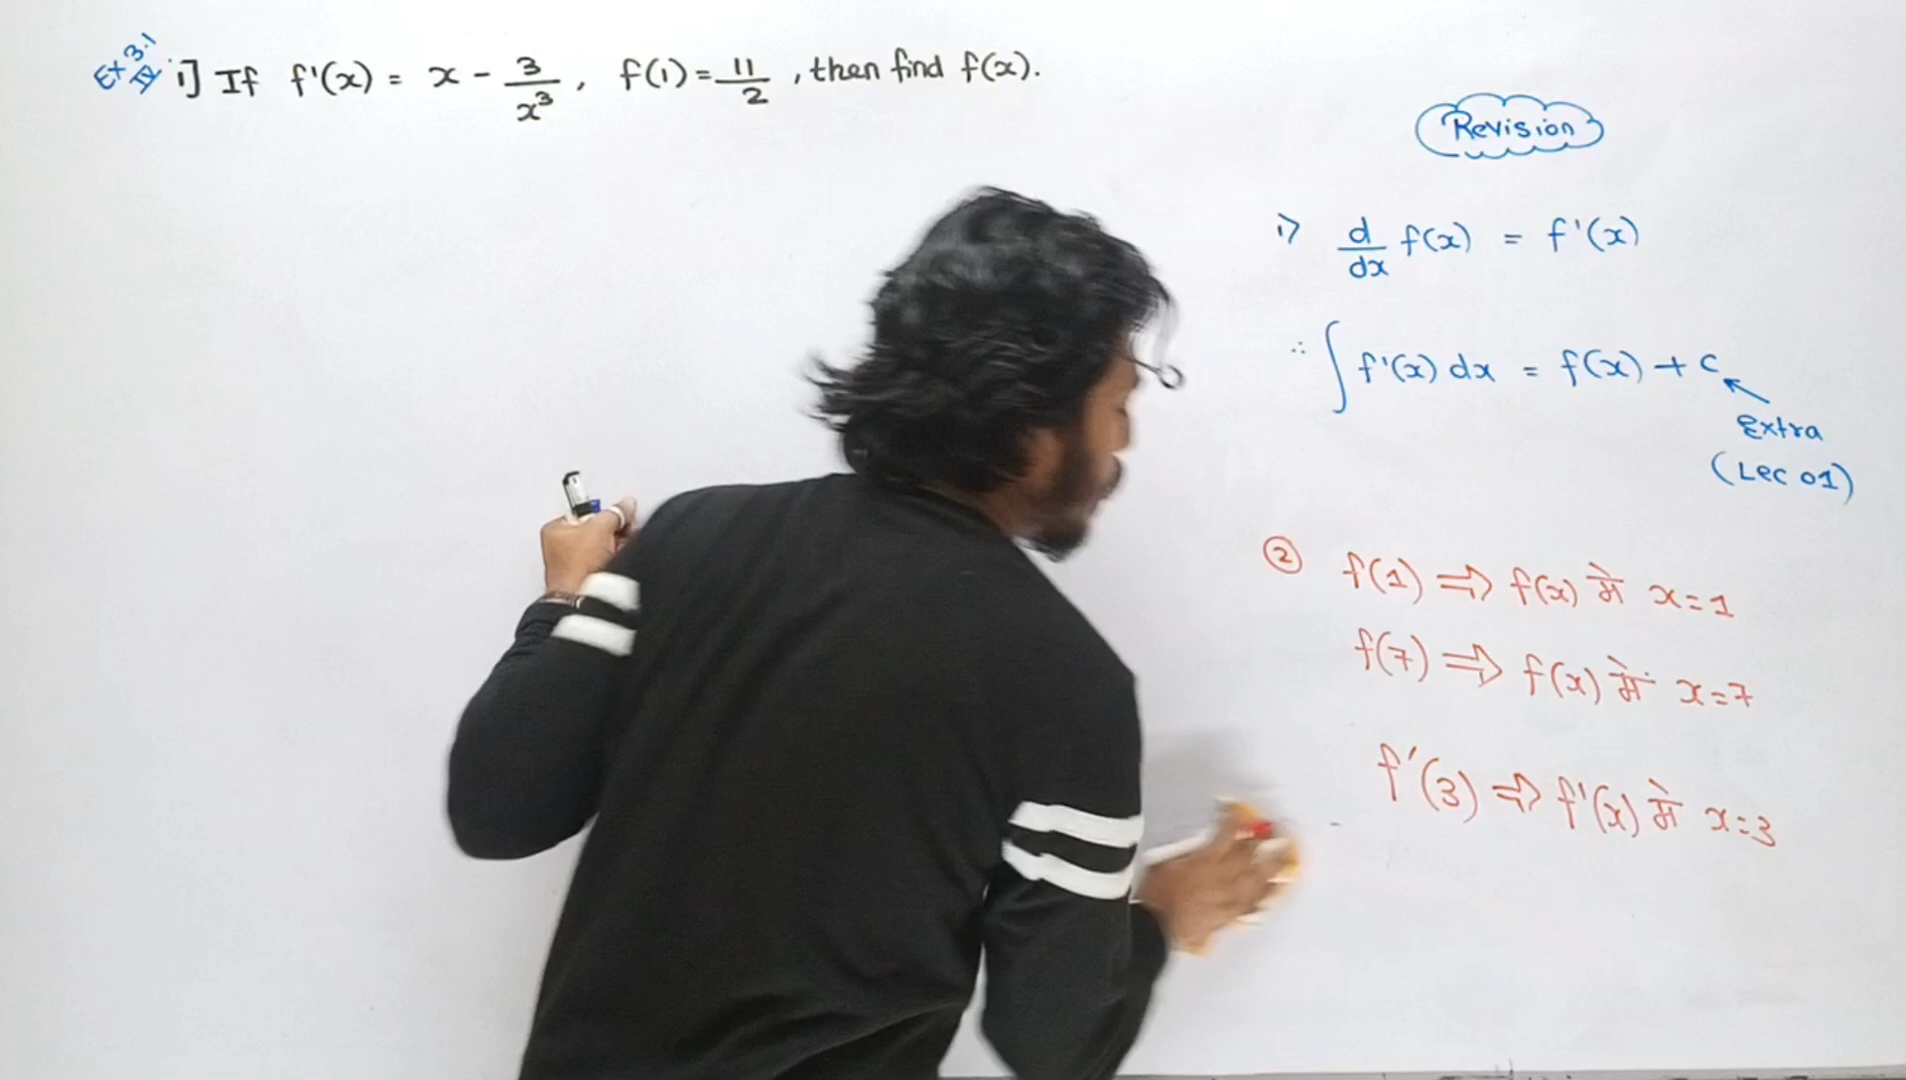 Ex 3.1
IV
i] If f'(x) = x - 3/x³, f(1) = 11/2, then find f(x).
Revision
1> d/dx f(x) = f'(x)
∴ ∫ f'(x) dx = f(x) + c
Extra
(Lec 01)
② f(1) ⇒ f(x) में x=1
f(7) ⇒ f(x) में x=7
f'(3) ⇒ f'(x) में x=3